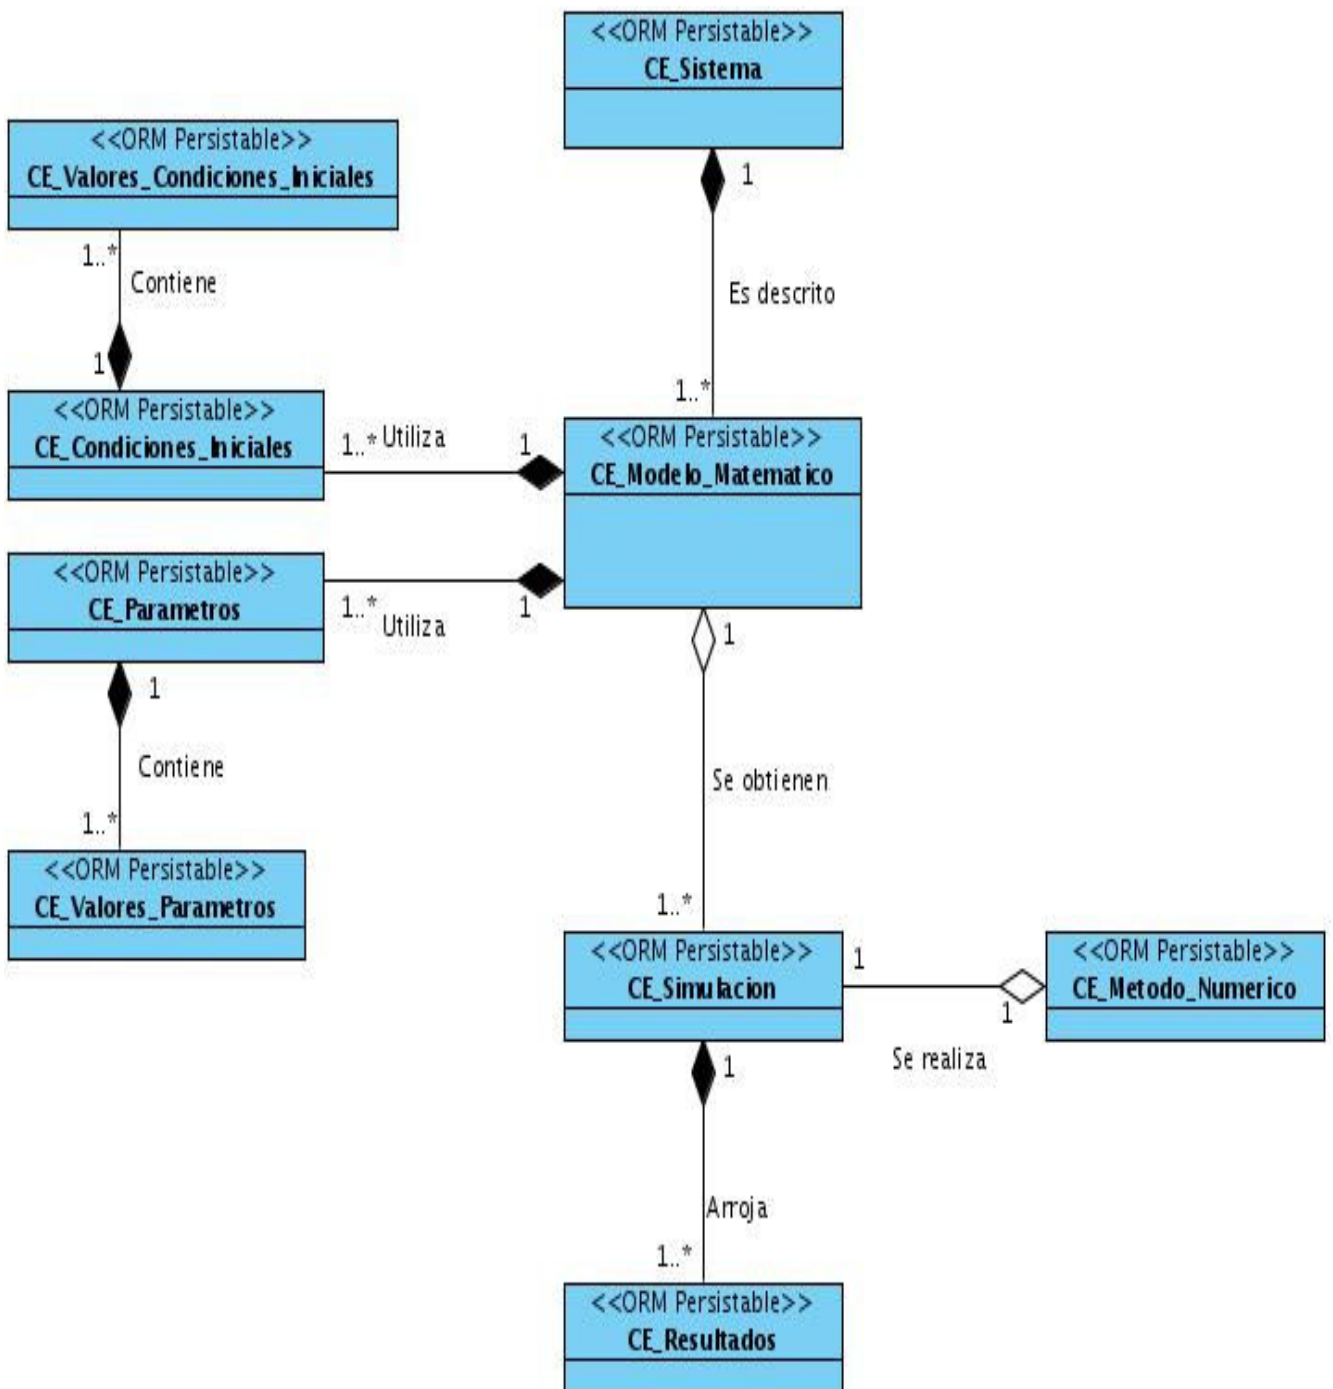 <<ORM Persistable>>
CE_Sistema
1
Es descrito
1..*
<<ORM Persistable>>
CE_Valores_Condiciones_Iniciales
1..*
Contiene
1
<<ORM Persistable>>
CE_Condiciones_Iniciales
1..*
Utiliza
1
<<ORM Persistable>>
CE_Modelo_Matematico
<<ORM Persistable>>
CE_Parametros
1..*
Utiliza
1
1
Contiene
1..*
<<ORM Persistable>>
CE_Valores_Parametros
1
Se obtienen
1..*
<<ORM Persistable>>
CE_Simulacion
1
1
Se realiza
<<ORM Persistable>>
CE_Metodo_Numerico
1
Arroja
1..*
<<ORM Persistable>>
CE_Resultados